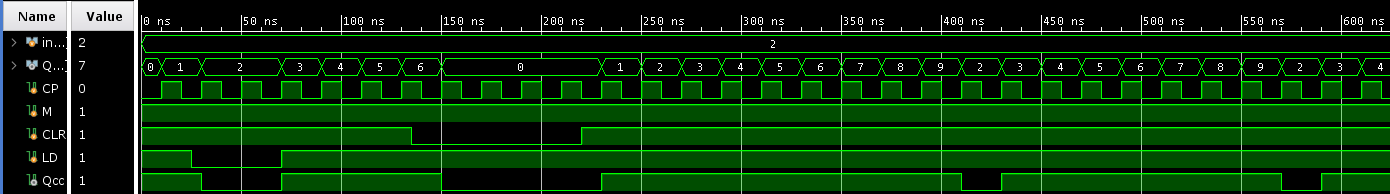 Name Value 0 ns 50 ns 100 ns 150 ns 200 ns 250 ns 300 ns 350 ns 400 ns 450 ns 500 ns 550 ns 600 ns
in...] 2 2
Q...] 7 0 1 2 3 4 5 6 0 1 2 3 4 5 6 7 8 9 2 3 4 5 6 7 8 9 2 3 4
CP 0
M 1
CLR 1
LD 1
Qcc 1